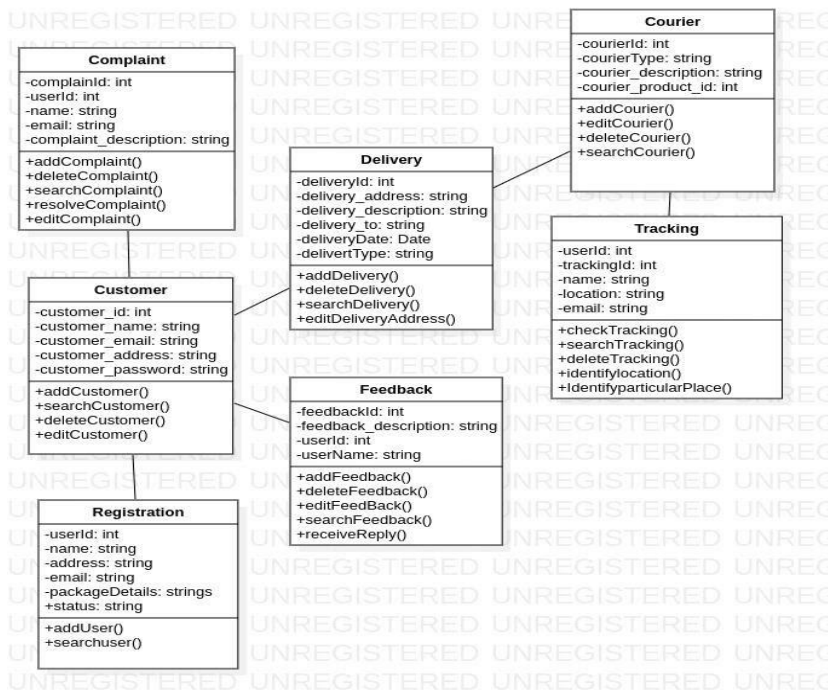 Complaint
-complainId: int
-userId: int
-name: string
-email: string
-complaint_description: string
+addComplaint()
+deleteComplaint()
+searchComplaint()
+resolveComplaint()
+editComplaint()
Customer
-customer_id: int
-customer_name: string
-customer_email: string
-customer_address: string
-customer_password: string
+addCustomer()
+searchCustomer()
+deleteCustomer()
+editCustomer()
Registration
-userId: int
-name: string
-address: string
-email: string
-packageDetails: strings
+status: string
+addUser()
+searchuser()
Delivery
-deliveryId: int
-delivery_address: string
-delivery_description: string
-delivery_to: string
-deliveryDate: Date
-delivertType: string
+addDelivery()
+deleteDelivery()
+searchDelivery()
+editDeliveryAddress()
Feedback
-feedbackId: int
-feedback_description: string
-userId: int
-userName: string
+addFeedback()
+deleteFeedback()
+editFeedBack()
+searchFeedback()
+receiveReply()
Courier
-courierId: int
-courierType: string
-courier_description: string
-courier_product_id: int
+addCourier()
+editCourier()
+deleteCourier()
+searchCourier()
Tracking
-userId: int
-trackingId: int
-name: string
-location: string
-email: string
+checkTracking()
+searchTracking()
+deleteTracking()
+identifylocation()
+IdentifyparticularPlace()
UNREGISTERED